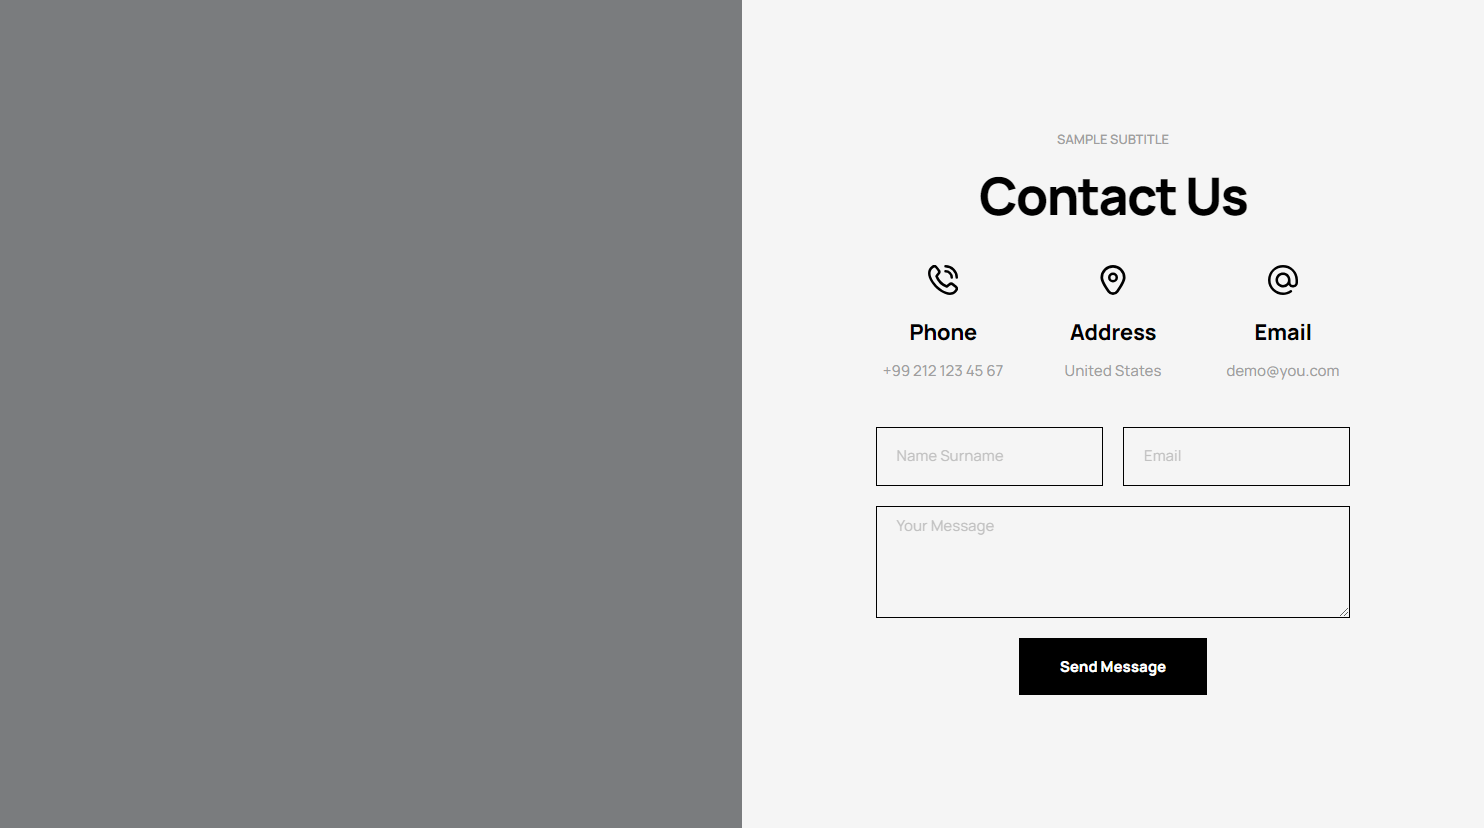 SAMPLE SUBTITLE
Contact Us
Phone
Address
Email
+99 212 123 45 67
United States
demo@you.com
Name Surname
Email
Your Message
Send Message